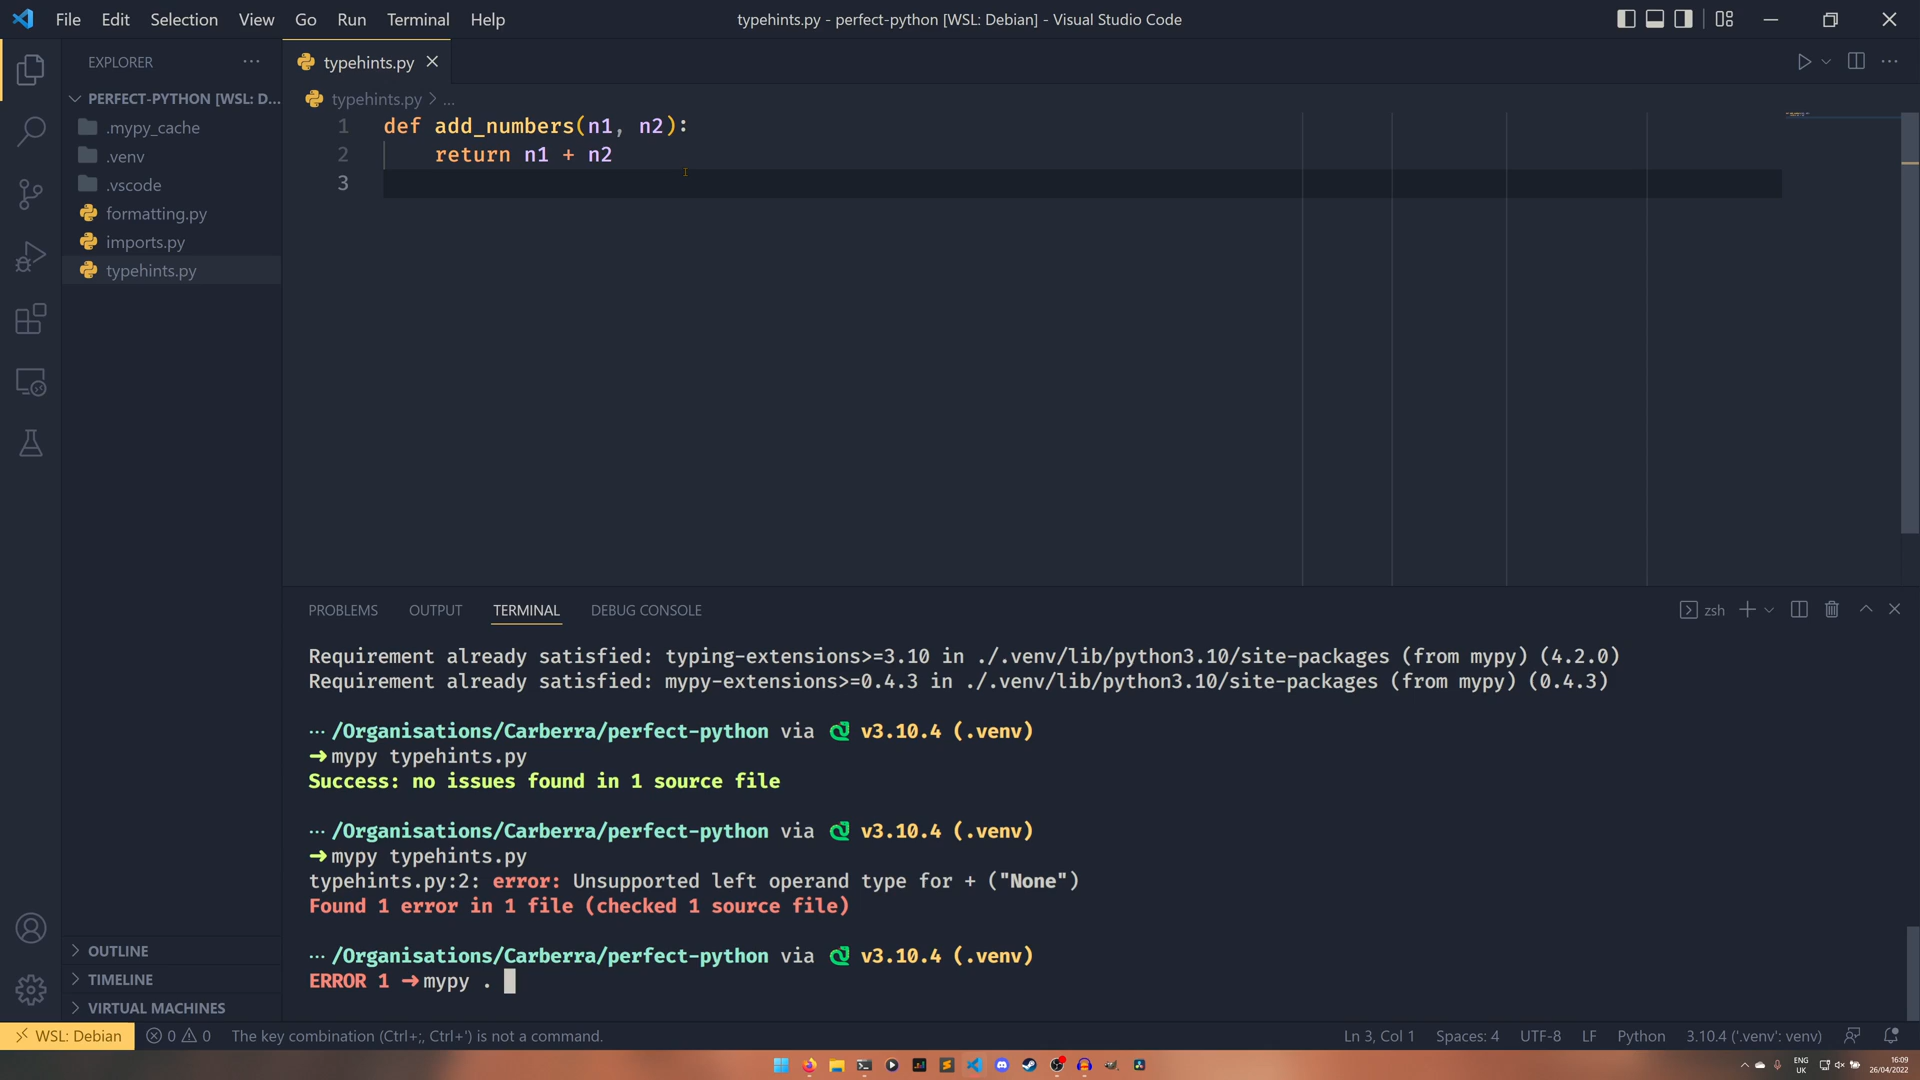 File Edit Selection View Go Run Terminal Help
typehints.py - perfect-python [WSL: Debian] - Visual Studio Code
EXPLORER
PERFECT-PYTHON [WSL: D...
.mypy_cache
.venv
.vscode
formatting.py
imports.py
typehints.py
OUTLINE
TIMELINE
VIRTUAL MACHINES
typehints.py
typehints.py > ...
1 def add_numbers(n1, n2):
2 return n1 + n2
3
PROBLEMS OUTPUT TERMINAL DEBUG CONSOLE
zsh
Requirement already satisfied: typing-extensions>=3.10 in ./.venv/lib/python3.10/site-packages (from mypy) (4.2.0)
Requirement already satisfied: mypy-extensions>=0.4.3 in ./.venv/lib/python3.10/site-packages (from mypy) (0.4.3)
··· /Organisations/Carberra/perfect-python via v3.10.4 (.venv)
➜ mypy typehints.py
Success: no issues found in 1 source file
··· /Organisations/Carberra/perfect-python via v3.10.4 (.venv)
➜ mypy typehints.py
typehints.py:2: error: Unsupported left operand type for + ("None")
Found 1 error in 1 file (checked 1 source file)
··· /Organisations/Carberra/perfect-python via v3.10.4 (.venv)
ERROR 1 ➜ mypy .
WSL: Debian 0 0 The key combination (Ctrl+;, Ctrl+') is not a command.
Ln 3, Col 1 Spaces: 4 UTF-8 LF Python 3.10.4 ('.venv': venv)
ENG
UK
16:09
26/04/2022